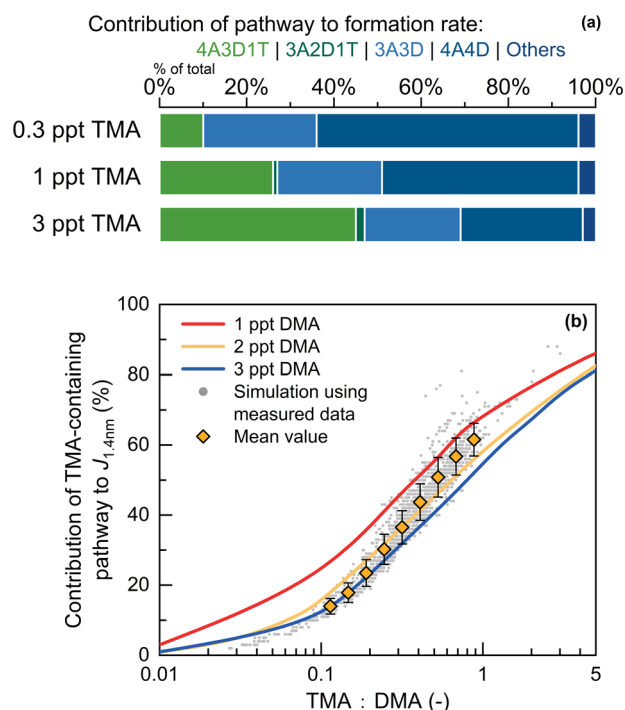 Contribution of pathway to formation rate: (a)
4A3D1T | 3A2D1T | 3A3D | 4A4D | Others
% of total
0% 20% 40% 60% 80% 100%
0.3 ppt TMA
1 ppt TMA
3 ppt TMA
100
80
60
40
20
0
Contribution of TMA-containing
pathway to J1.4nm (%)
(b)
1 ppt DMA
2 ppt DMA
3 ppt DMA
Simulation using
measured data
Mean value
0.01 0.1 1 5
TMA : DMA (-)